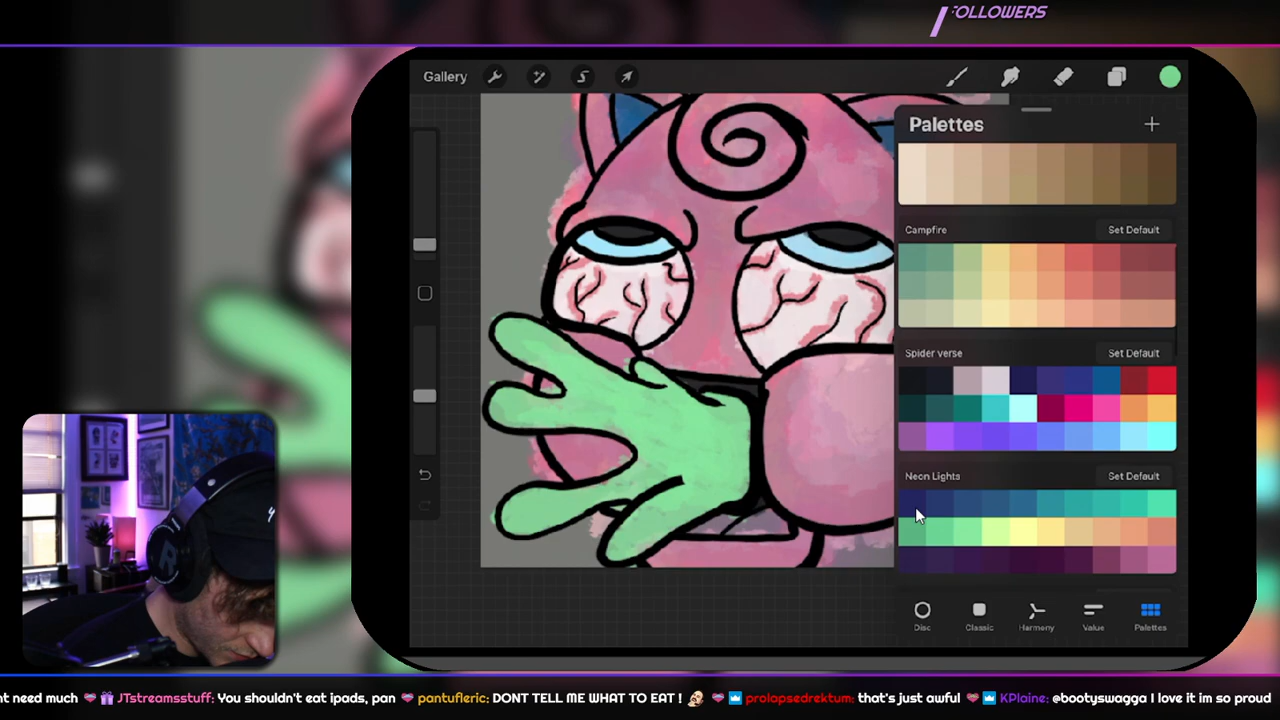 FOLLOWERS
Gallery
Palettes
Campfire
Set Default
Spider verse
Set Default
Neon Lights
Set Default
Disc
Classic
Harmony
Value
Palettes
nt need much JTstreamsstuff: You shouldn't eat ipads, pan pantufleric: DONT TELL ME WHAT TO EAT ! prolapsedrektum: that's just awful KPlaine: @bootyswagga I love it im so proud